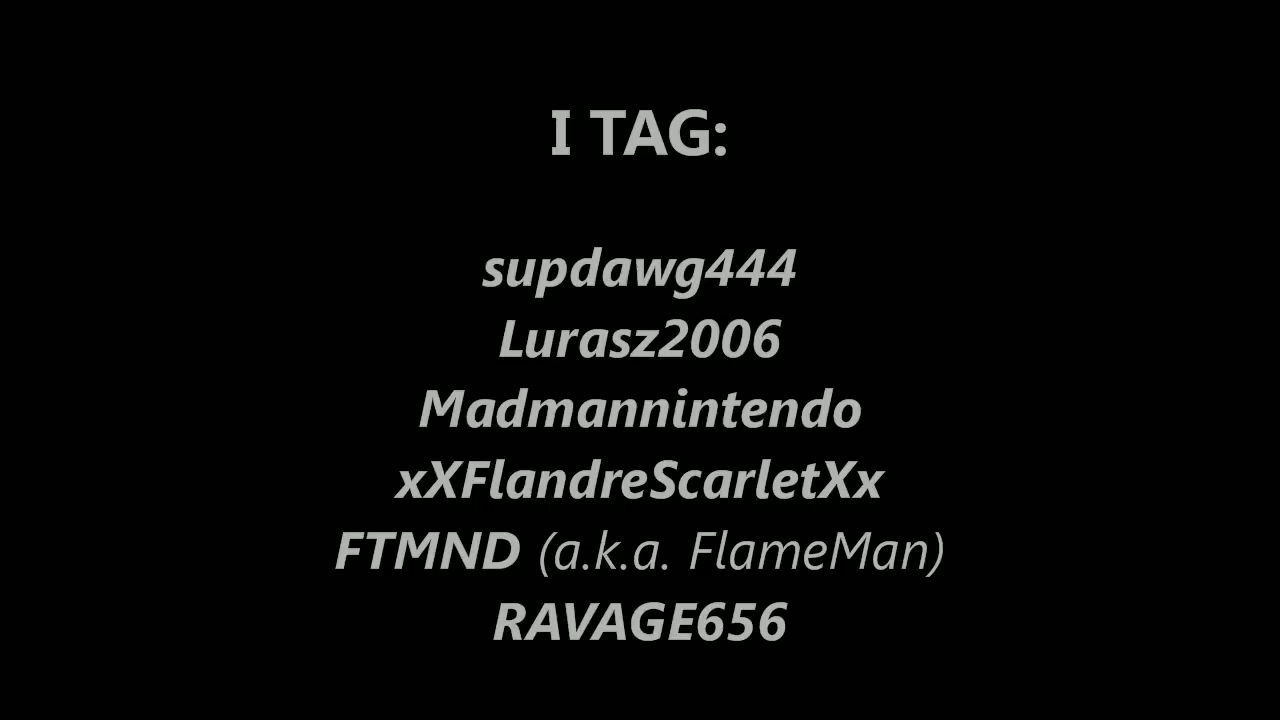 I TAG:
supdawg444
Lurasz2006
Madmannintendo
xXFlandreScarletXx
FTMND (a.k.a. FlameMan)
RAVAGE656